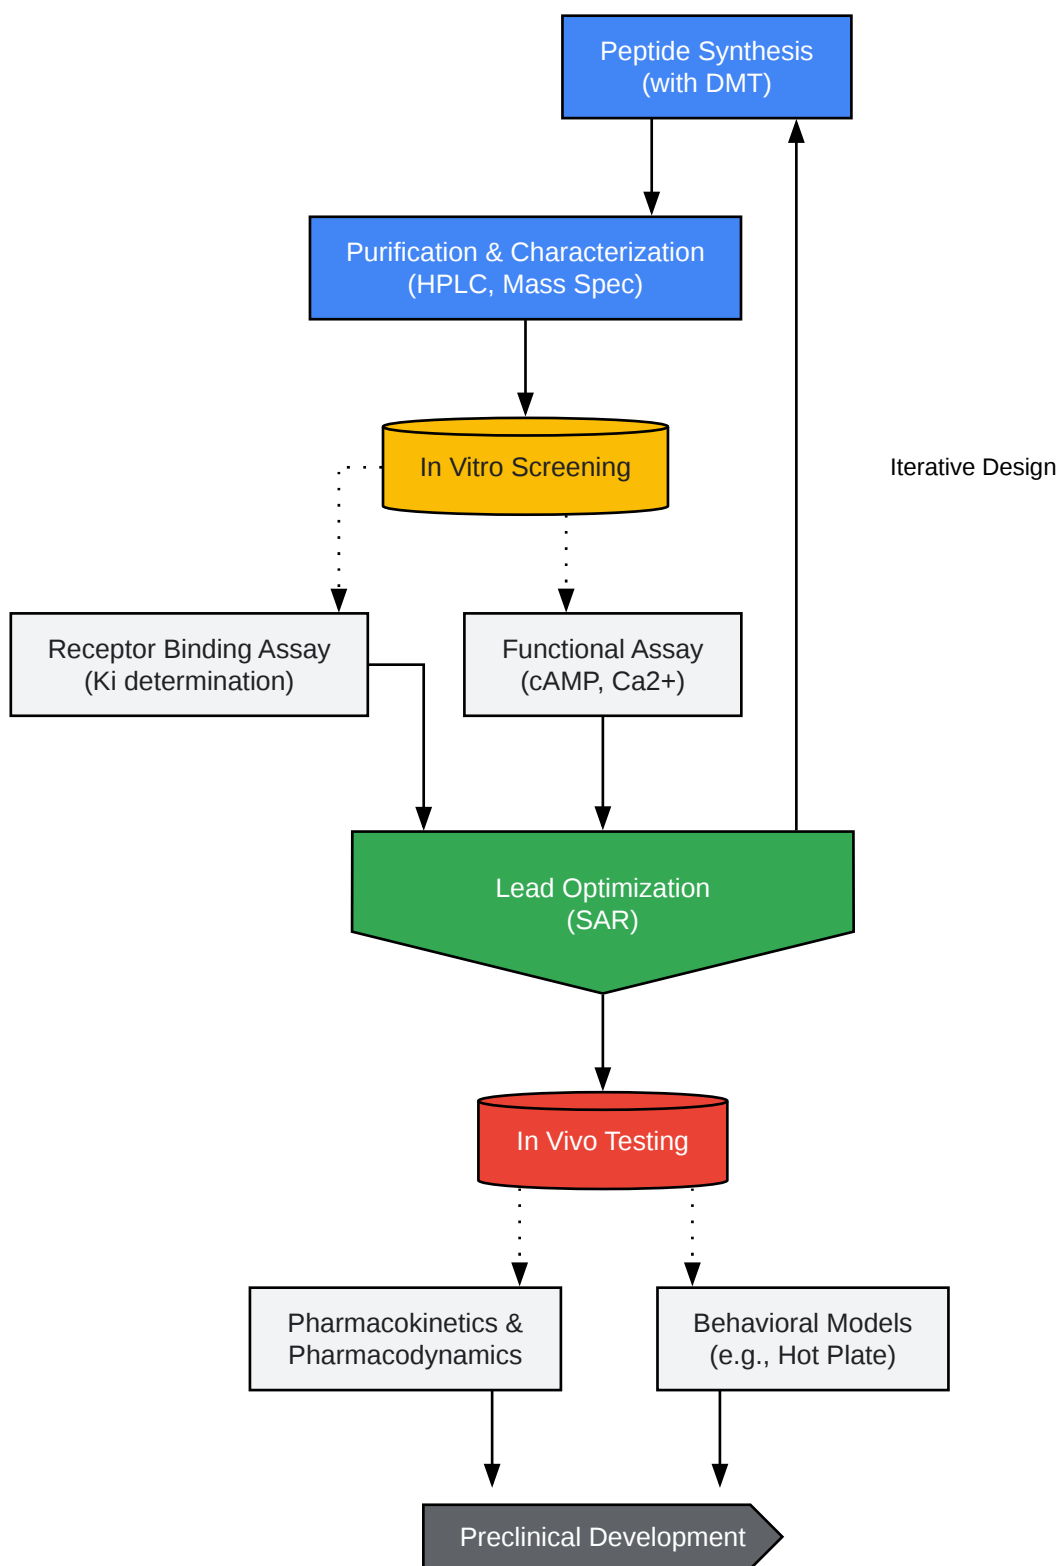 Peptide Synthesis
(with DMT)
Purification & Characterization
(HPLC, Mass Spec)
In Vitro Screening
Iterative Design
Receptor Binding Assay
(Ki determination)
Functional Assay
(cAMP, Ca2+)
Lead Optimization
(SAR)
In Vivo Testing
Pharmacokinetics &
Pharmacodynamics
Behavioral Models
(e.g., Hot Plate)
Preclinical Development